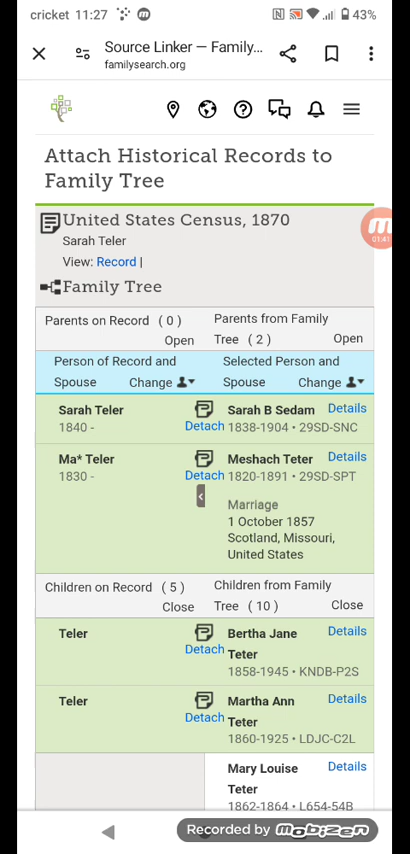 cricket 11:27 N 43%
Source Linker — Family...
familysearch.org
Attach Historical Records to
Family Tree
United States Census, 1870
Sarah Teler
View: Record |
Family Tree
M
01:41
Parents on Record ( 0 ) Open
Parents from Family Tree ( 2 ) Open
Person of Record and Spouse Change
Selected Person and Spouse Change
Sarah Teler
1840 -
Detach
Sarah B Sedam Details
1838-1904 • 29SD-SNC
Ma* Teler
1830 -
Detach
Meshach Teter Details
1820-1891 • 29SD-SPT
Marriage
1 October 1857
Scotland, Missouri,
United States
Children on Record ( 5 ) Close
Children from Family Tree ( 10 ) Close
Teler
Detach
Bertha Jane Details
Teter
1858-1945 • KNDB-P2S
Teler
Detach
Martha Ann Details
Teter
1860-1925 • LDJC-C2L
Mary Louise Details
Teter
1862-1864 • L654-54B
Recorded by mobizen